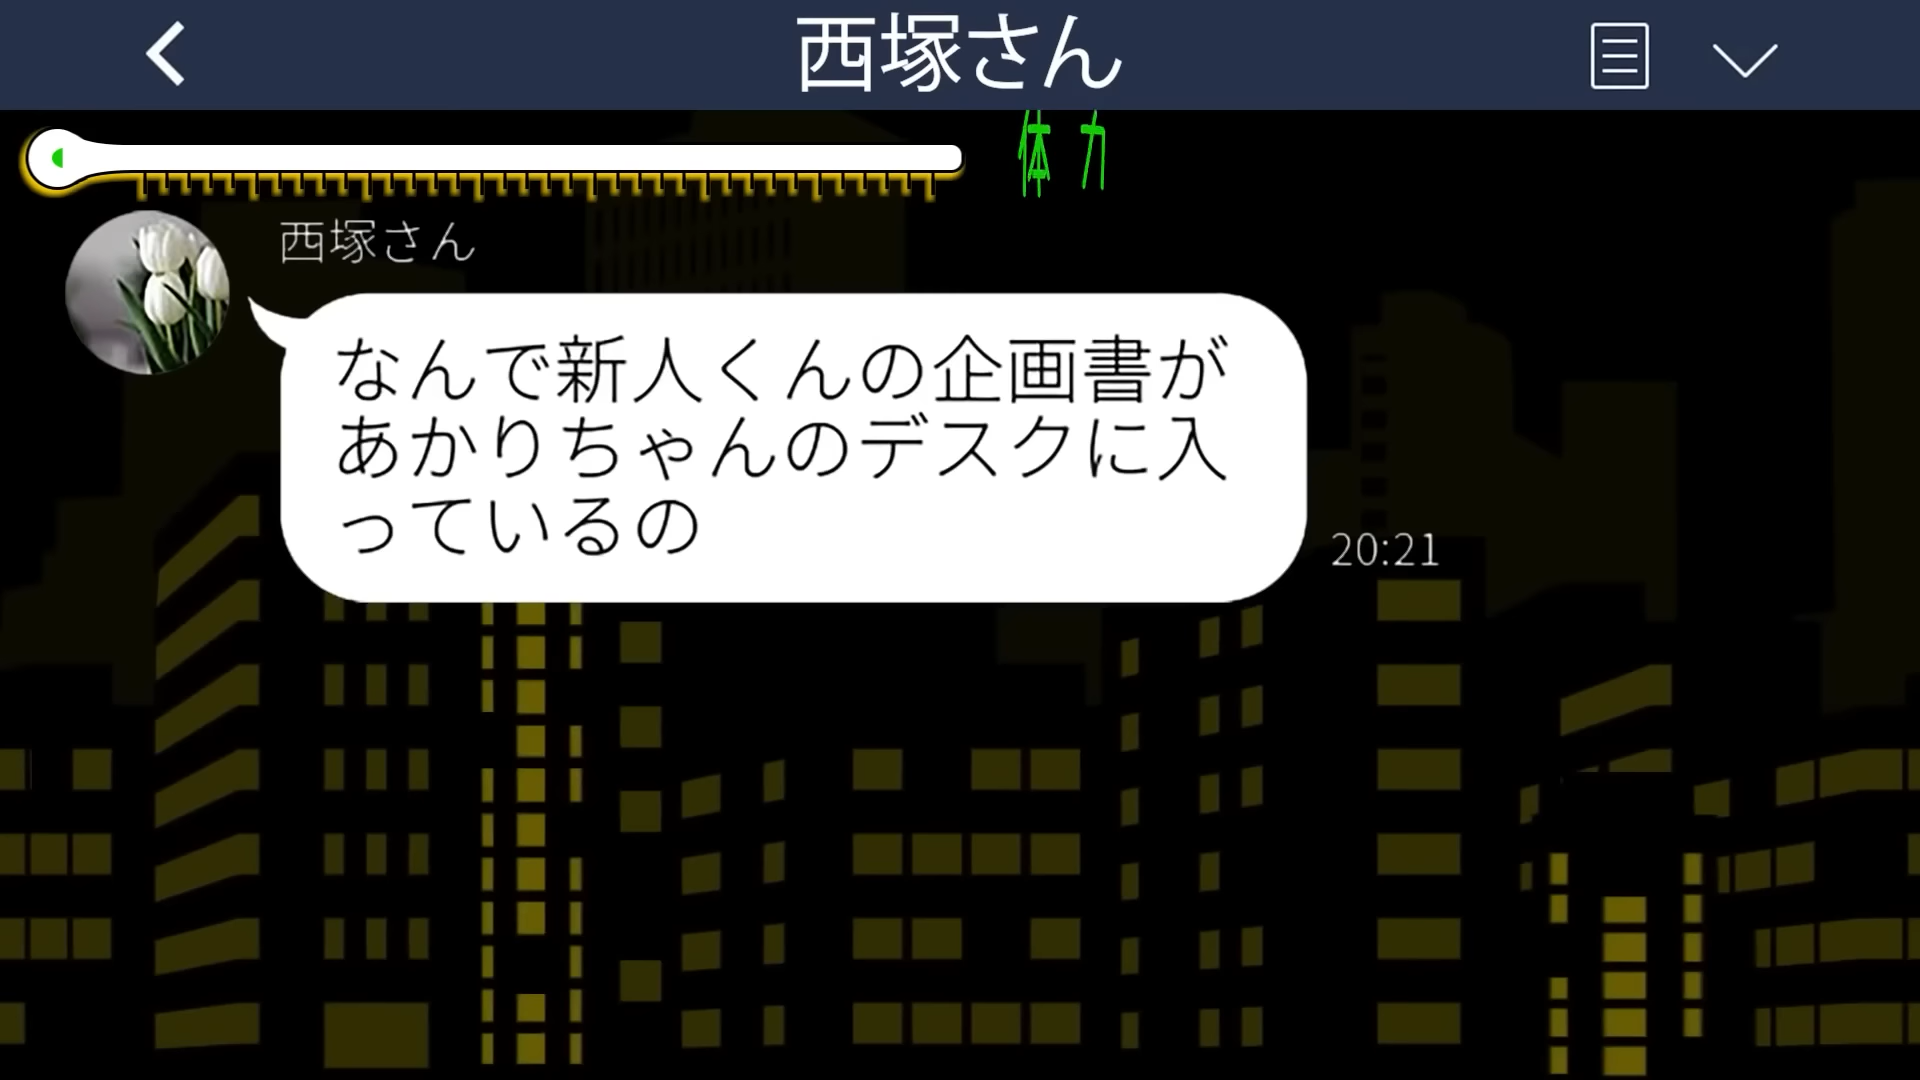 西塚さん
体力
西塚さん
なんで新人くんの企画書が
あかりちゃんのデスクに入
っているの
20:21